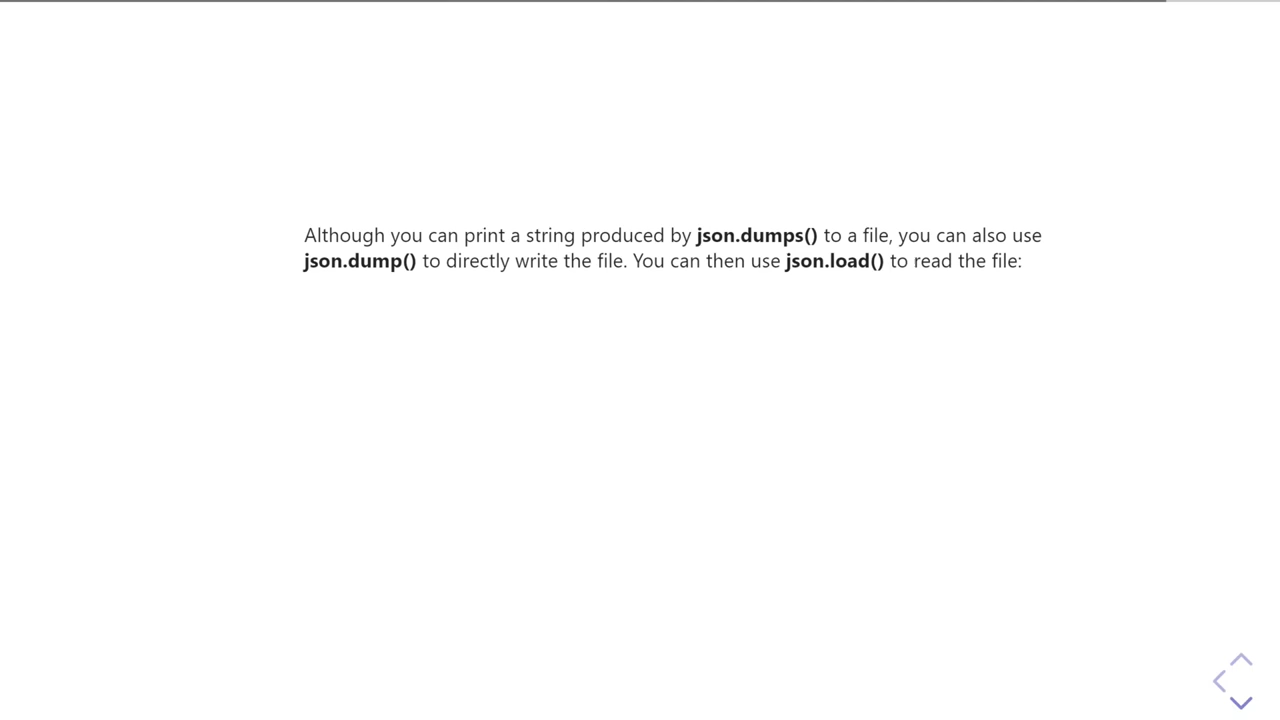 Although you can print a string produced by json.dumps() to a file, you can also use
json.dump() to directly write the file. You can then use json.load() to read the file: